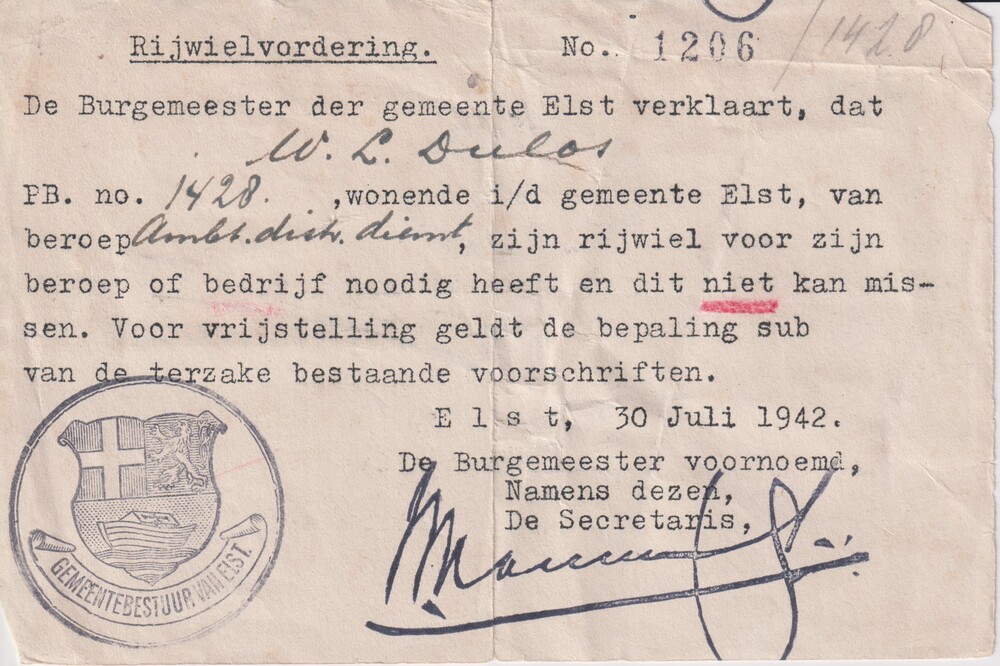 Rijwielvordering. No. 1206 / 1428
De Burgemeester der gemeente Elst verklaart, dat
W. L. Dulos
PB. no. 1428. ,wonende i/d gemeente Elst, van
beroep Ambt. distr. dienst, zijn rijwiel voor zijn
beroep of bedrijf noodig heeft en dit niet kan mis-
sen. Voor vrijstelling geldt de bepaling sub
van de terzake bestaande voorschriften.
Elst, 30 Juli 1942.
De Burgemeester voornoemd,
Namens dezen,
De Secretaris,
GEMEENTEBESTUUR VAN ELST.